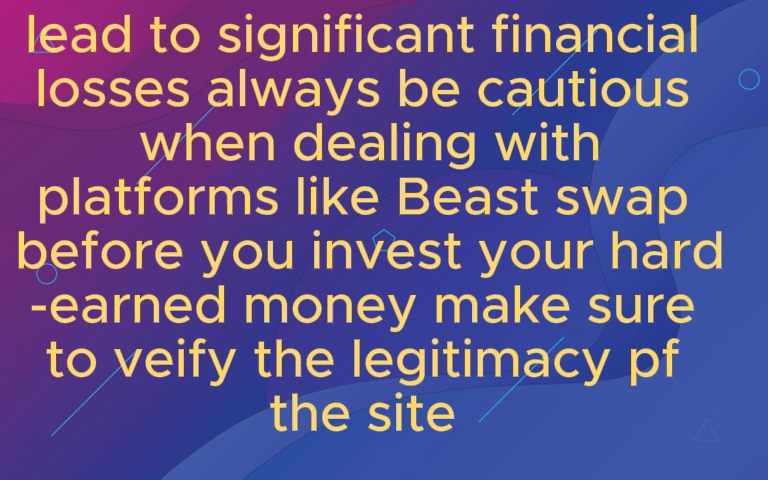 lead to significant financial
losses always be cautious
when dealing with
platforms like Beast swap
before you invest your hard
-earned money make sure
to veify the legitimacy pf
the site